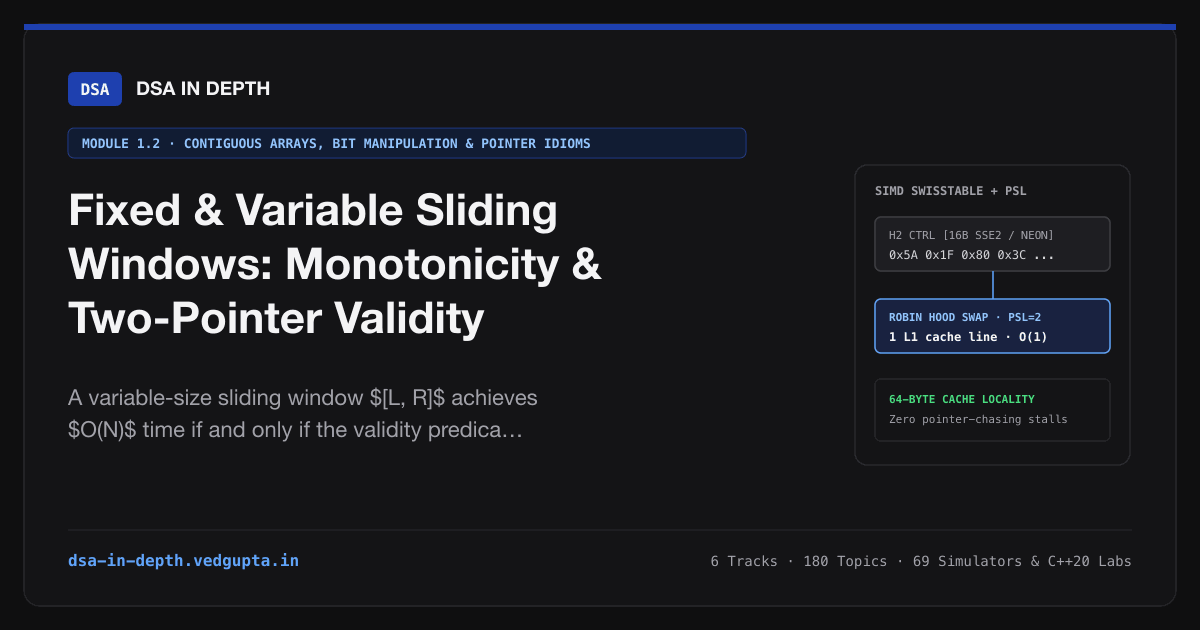 DSA
DSA IN DEPTH
MODULE 1.2 · CONTIGUOUS ARRAYS, BIT MANIPULATION & POINTER IDIOMS
Fixed & Variable Sliding
Windows: Monotonicity &
Two-Pointer Validity
A variable-size sliding window $[L, R]$ achieves
$O(N)$ time if and only if the validity predica…
SIMD SWISSTABLE + PSL
H2 CTRL [16B SSE2 / NEON]
0x5A 0x1F 0x80 0x3C ...
ROBIN HOOD SWAP · PSL=2
1 L1 cache line · O(1)
64-BYTE CACHE LOCALITY
Zero pointer-chasing stalls
dsa-in-depth.vedgupta.in
6 Tracks · 180 Topics · 69 Simulators & C++20 Labs